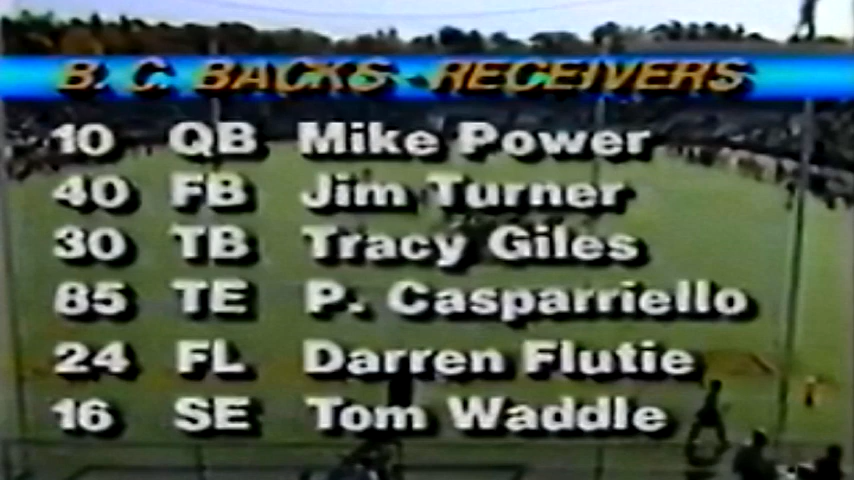 B. C. BACKS - RECEIVERS
10 QB Mike Power
40 FB Jim Turner
30 TB Tracy Giles
85 TE P. Casparriello
24 FL Darren Flutie
16 SE Tom Waddle